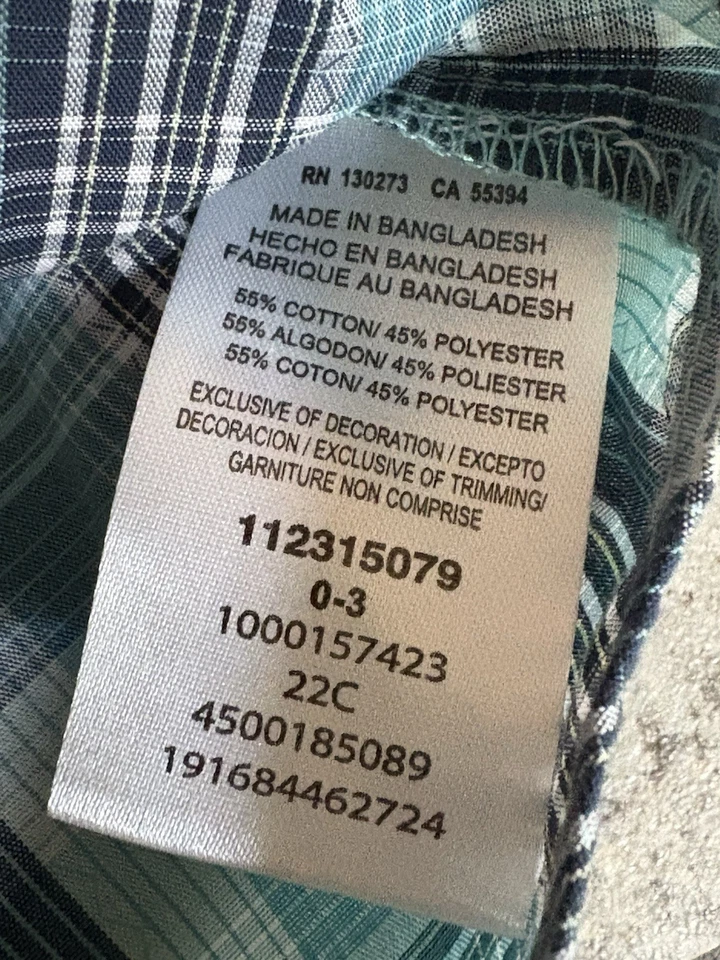 RN 130273 CA 55394
MADE IN BANGLADESH
HECHO EN BANGLADESH
FABRIQUE AU BANGLADESH
55% COTTON/ 45% POLYESTER
55% ALGODON/ 45% POLIESTER
55% COTON/ 45% POLYESTER
EXCLUSIVE OF DECORATION / EXCEPTO
DECORACION / EXCLUSIVE OF TRIMMING/
GARNITURE NON COMPRISE
112315079
0-3
1000157423
22C
4500185089
191684462724